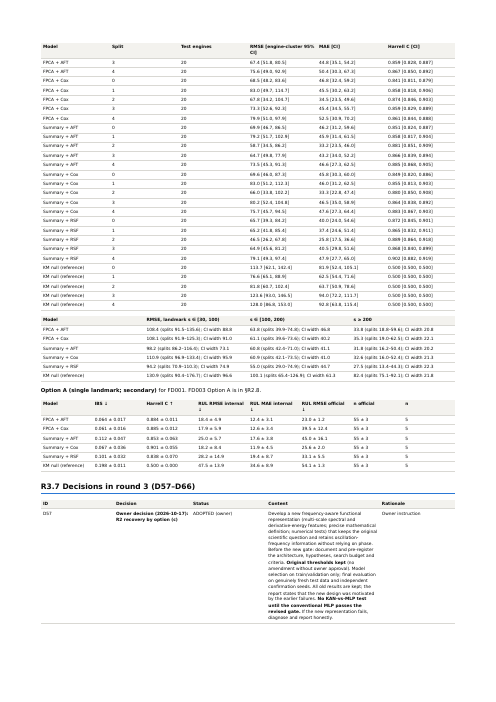 Model Split Test engines RMSE [engine-cluster 95% CI] MAE [CI] Harrell C [CI]
FPCA + AFT 3 20 67.4 [51.8, 80.5] 44.8 [35.1, 54.2] 0.859 [0.828, 0.887]
FPCA + AFT 4 20 75.6 [49.0, 92.9] 50.4 [30.3, 67.3] 0.867 [0.850, 0.892]
FPCA + Cox 0 20 68.5 [40.2, 83.6] 46.8 [32.4, 59.2] 0.841 [0.811, 0.879]
FPCA + Cox 1 20 83.0 [49.7, 114.7] 45.5 [30.2, 63.2] 0.858 [0.818, 0.906]
FPCA + Cox 2 20 67.8 [34.2, 104.7] 34.5 [23.5, 49.6] 0.874 [0.846, 0.903]
FPCA + Cox 3 20 73.3 [52.6, 92.3] 45.4 [34.5, 55.7] 0.859 [0.829, 0.889]
FPCA + Cox 4 20 79.9 [51.4, 97.9] 52.5 [30.9, 70.2] 0.861 [0.844, 0.888]
Summary + AFT 0 20 69.9 [46.7, 86.5] 46.2 [31.2, 59.6] 0.851 [0.824, 0.887]
Summary + AFT 1 20 79.2 [51.7, 102.9] 45.9 [31.4, 61.5] 0.858 [0.817, 0.904]
Summary + AFT 2 20 58.7 [34.5, 86.2] 33.2 [23.5, 46.0] 0.881 [0.851, 0.909]
Summary + AFT 3 20 64.7 [49.8, 77.9] 43.2 [34.0, 52.2] 0.866 [0.839, 0.894]
Summary + AFT 4 20 73.5 [45.3, 91.3] 46.6 [27.7, 62.5] 0.885 [0.868, 0.905]
Summary + Cox 0 20 69.6 [46.0, 87.3] 45.8 [30.3, 60.0] 0.849 [0.820, 0.886]
Summary + Cox 1 20 83.0 [51.2, 112.3] 46.0 [31.2, 62.5] 0.855 [0.813, 0.903]
Summary + Cox 2 20 66.0 [33.8, 102.2] 33.3 [22.8, 47.4] 0.880 [0.850, 0.908]
Summary + Cox 3 20 80.2 [52.4, 103.8] 46.5 [35.0, 58.9] 0.864 [0.838, 0.892]
Summary + Cox 4 20 75.7 [45.7, 94.5] 47.6 [27.3, 64.4] 0.883 [0.867, 0.903]
Summary + RSF 0 20 65.7 [39.3, 84.2] 40.0 [24.0, 54.6] 0.872 [0.845, 0.901]
Summary + RSF 1 20 65.2 [41.8, 85.4] 37.4 [24.6, 51.4] 0.865 [0.832, 0.911]
Summary + RSF 2 20 46.5 [26.2, 67.8] 25.8 [17.5, 36.6] 0.889 [0.864, 0.918]
Summary + RSF 3 20 64.9 [45.6, 81.2] 40.5 [29.8, 51.6] 0.868 [0.840, 0.899]
Summary + RSF 4 20 79.1 [49.3, 97.4] 47.9 [27.7, 65.0] 0.902 [0.882, 0.919]
KM null (reference) 0 20 113.7 [62.1, 142.4] 81.9 [52.4, 105.1] 0.500 [0.500, 0.500]
KM null (reference) 1 20 76.6 [65.1, 88.9] 62.3 [54.4, 71.6] 0.500 [0.500, 0.500]
KM null (reference) 2 20 81.8 [60.7, 102.4] 63.7 [50.9, 78.6] 0.500 [0.500, 0.500]
KM null (reference) 3 20 123.6 [93.0, 146.5] 94.0 [72.2, 111.7] 0.500 [0.500, 0.500]
KM null (reference) 4 20 128.0 [86.8, 153.0] 92.8 [63.4, 115.8] 0.500 [0.500, 0.500]
Model RMSE, landmarks s ∈ [30, 100) s ∈ [100, 200) s ≥ 200
FPCA + AFT 108.4 (splits 91.5–135.6); CI width 88.8 63.8 (splits 39.9–74.8); CI width 46.8 33.8 (splits 18.8–59.6); CI width 20.8
FPCA + Cox 108.1 (splits 91.9–125.3); CI width 91.0 61.1 (splits 39.6–73.6); CI width 40.2 35.3 (splits 19.0–62.5); CI width 22.1
Summary + AFT 98.2 (splits 86.2–116.4); CI width 73.1 60.8 (splits 42.4–71.0); CI width 41.1 31.8 (splits 16.2–50.4); CI width 22.3
Summary + Cox 110.9 (splits 96.9–133.4); CI width 95.9 60.9 (splits 42.1–73.5); CI width 41.0 32.6 (splits 16.0–52.4); CI width 21.3
Summary + RSF 94.2 (splits 70.9–110.3); CI width 74.9 55.0 (splits 29.0–74.9); CI width 44.7 27.5 (splits 13.4–44.3); CI width 22.3
KM null (reference) 130.9 (splits 90.4–176.7); CI width 96.6 100.1 (splits 65.4–126.9); CI width 61.3 82.4 (splits 75.1–92.1); CI width 21.8
Option A (single landmark; secondary) for FD001. FD003 Option A is in §R2.8.
Model IBS ↓ Harrell C ↑ RUL RMSE internal ↓ RUL MAE internal ↓ RUL RMSE official ↓ n official n
FPCA + AFT 0.064 ± 0.017 0.884 ± 0.011 18.4 ± 4.9 12.4 ± 3.1 23.0 ± 1.2 55 ± 3 5
FPCA + Cox 0.061 ± 0.016 0.885 ± 0.012 17.9 ± 5.9 12.6 ± 3.4 39.5 ± 12.4 55 ± 3 5
Summary + AFT 0.112 ± 0.047 0.853 ± 0.063 25.0 ± 5.7 17.6 ± 3.8 45.0 ± 16.1 55 ± 3 5
Summary + Cox 0.067 ± 0.036 0.901 ± 0.055 18.2 ± 8.4 11.9 ± 4.5 25.6 ± 2.0 55 ± 3 5
Summary + RSF 0.101 ± 0.032 0.838 ± 0.070 28.2 ± 14.9 19.4 ± 8.7 33.1 ± 5.5 55 ± 3 5
KM null (reference) 0.198 ± 0.011 0.500 ± 0.000 47.5 ± 13.9 34.6 ± 8.9 54.1 ± 1.3 55 ± 3 5
R3.7 Decisions in round 3 (D57–D66)
ID Decision Status Content Rationale
D57 Owner decision (2026-10-17): R2 recovery by option (c) ADOPTED (owner) Develop a new frequency-aware functional Owner instruction
representation (multi-scale spectral and
derivative energy features; precise mathematical
definition; numerical tests) that keeps the original
scientific question and retains oscillation-
frequency information without relying on phase.
Before the new gate: document and pre-register
the architecture, hypotheses, search budget and
criteria. Original thresholds kept (no
amendment without owner approval). Model
selection on train/validation only; final evaluation
on genuinely fresh test data and independent
confirmation seeds. All old results are kept; the
report states that the new design was motivated
by the earlier failures. No KAN-vs-MLP test
until the conventional MLP passes the
revised gate. If the new representation fails,
diagnose and report honestly.